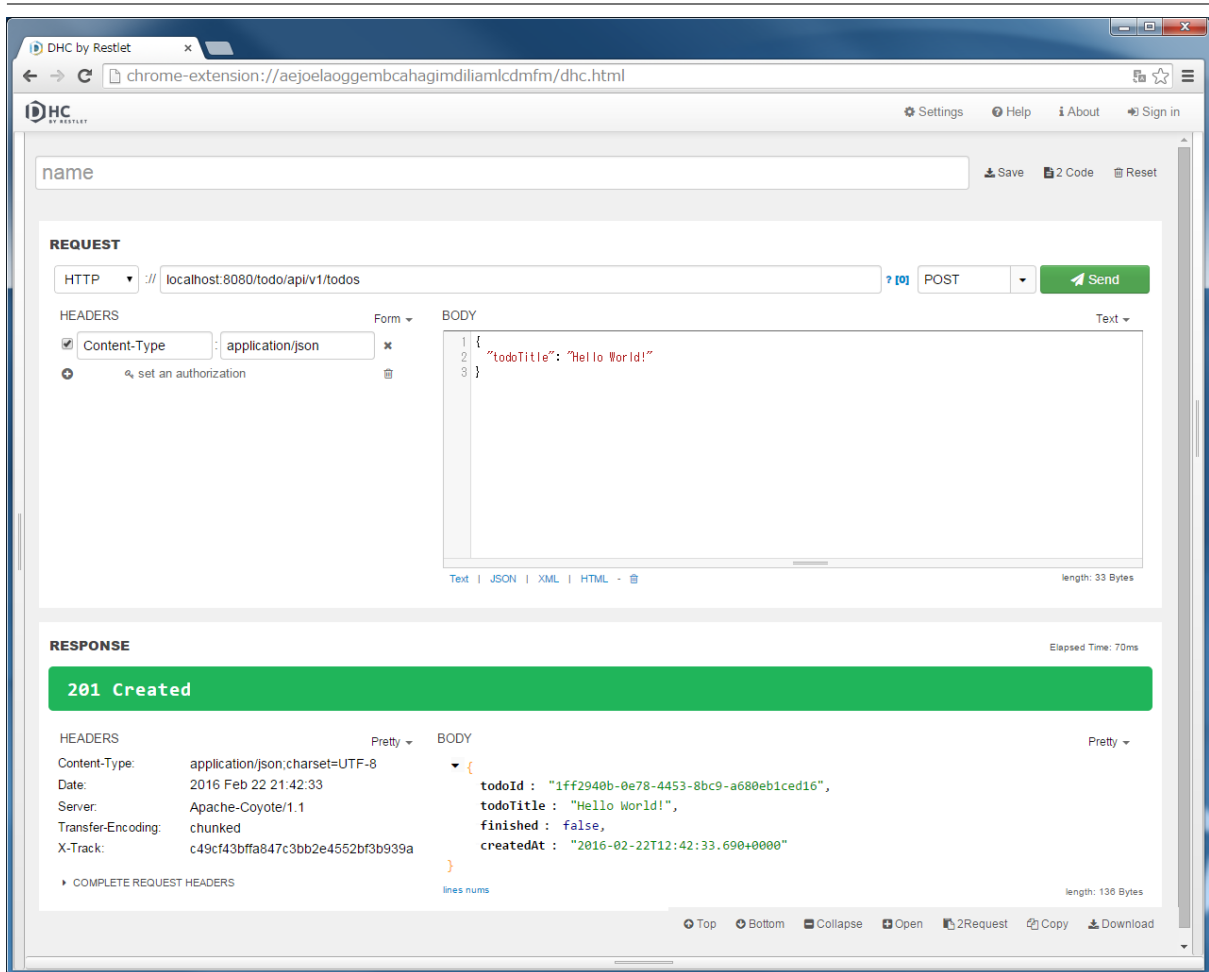 DHC by Restlet
chrome-extension://aejoelaoggembcahagimdiliamlcdmfm/dhc.html
DHC BY RESTLET Settings Help About Sign in
name Save 2 Code Reset
REQUEST
HTTP :// localhost:8080/todo/api/v1/todos ? [0] POST Send
HEADERS Form BODY Text
Content-Type : application/json
set an authorization
1 {
2 "todoTitle": "Hello World!"
3 }
Text | JSON | XML | HTML - length: 33 Bytes
RESPONSE Elapsed Time: 70ms
201 Created
HEADERS Pretty BODY Pretty
Content-Type: application/json;charset=UTF-8
Date: 2016 Feb 22 21:42:33
Server: Apache-Coyote/1.1
Transfer-Encoding: chunked
X-Track: c49cf43bffa847c3bb2e4552bf3b939a
COMPLETE REQUEST HEADERS
{
todoId : "1ff2940b-0e78-4453-8bc9-a680eb1ced16",
todoTitle : "Hello World!",
finished : false,
createdAt : "2016-02-22T12:42:33.690+0000"
}
lines nums length: 136 Bytes
Top Bottom Collapse Open 2Request Copy Download